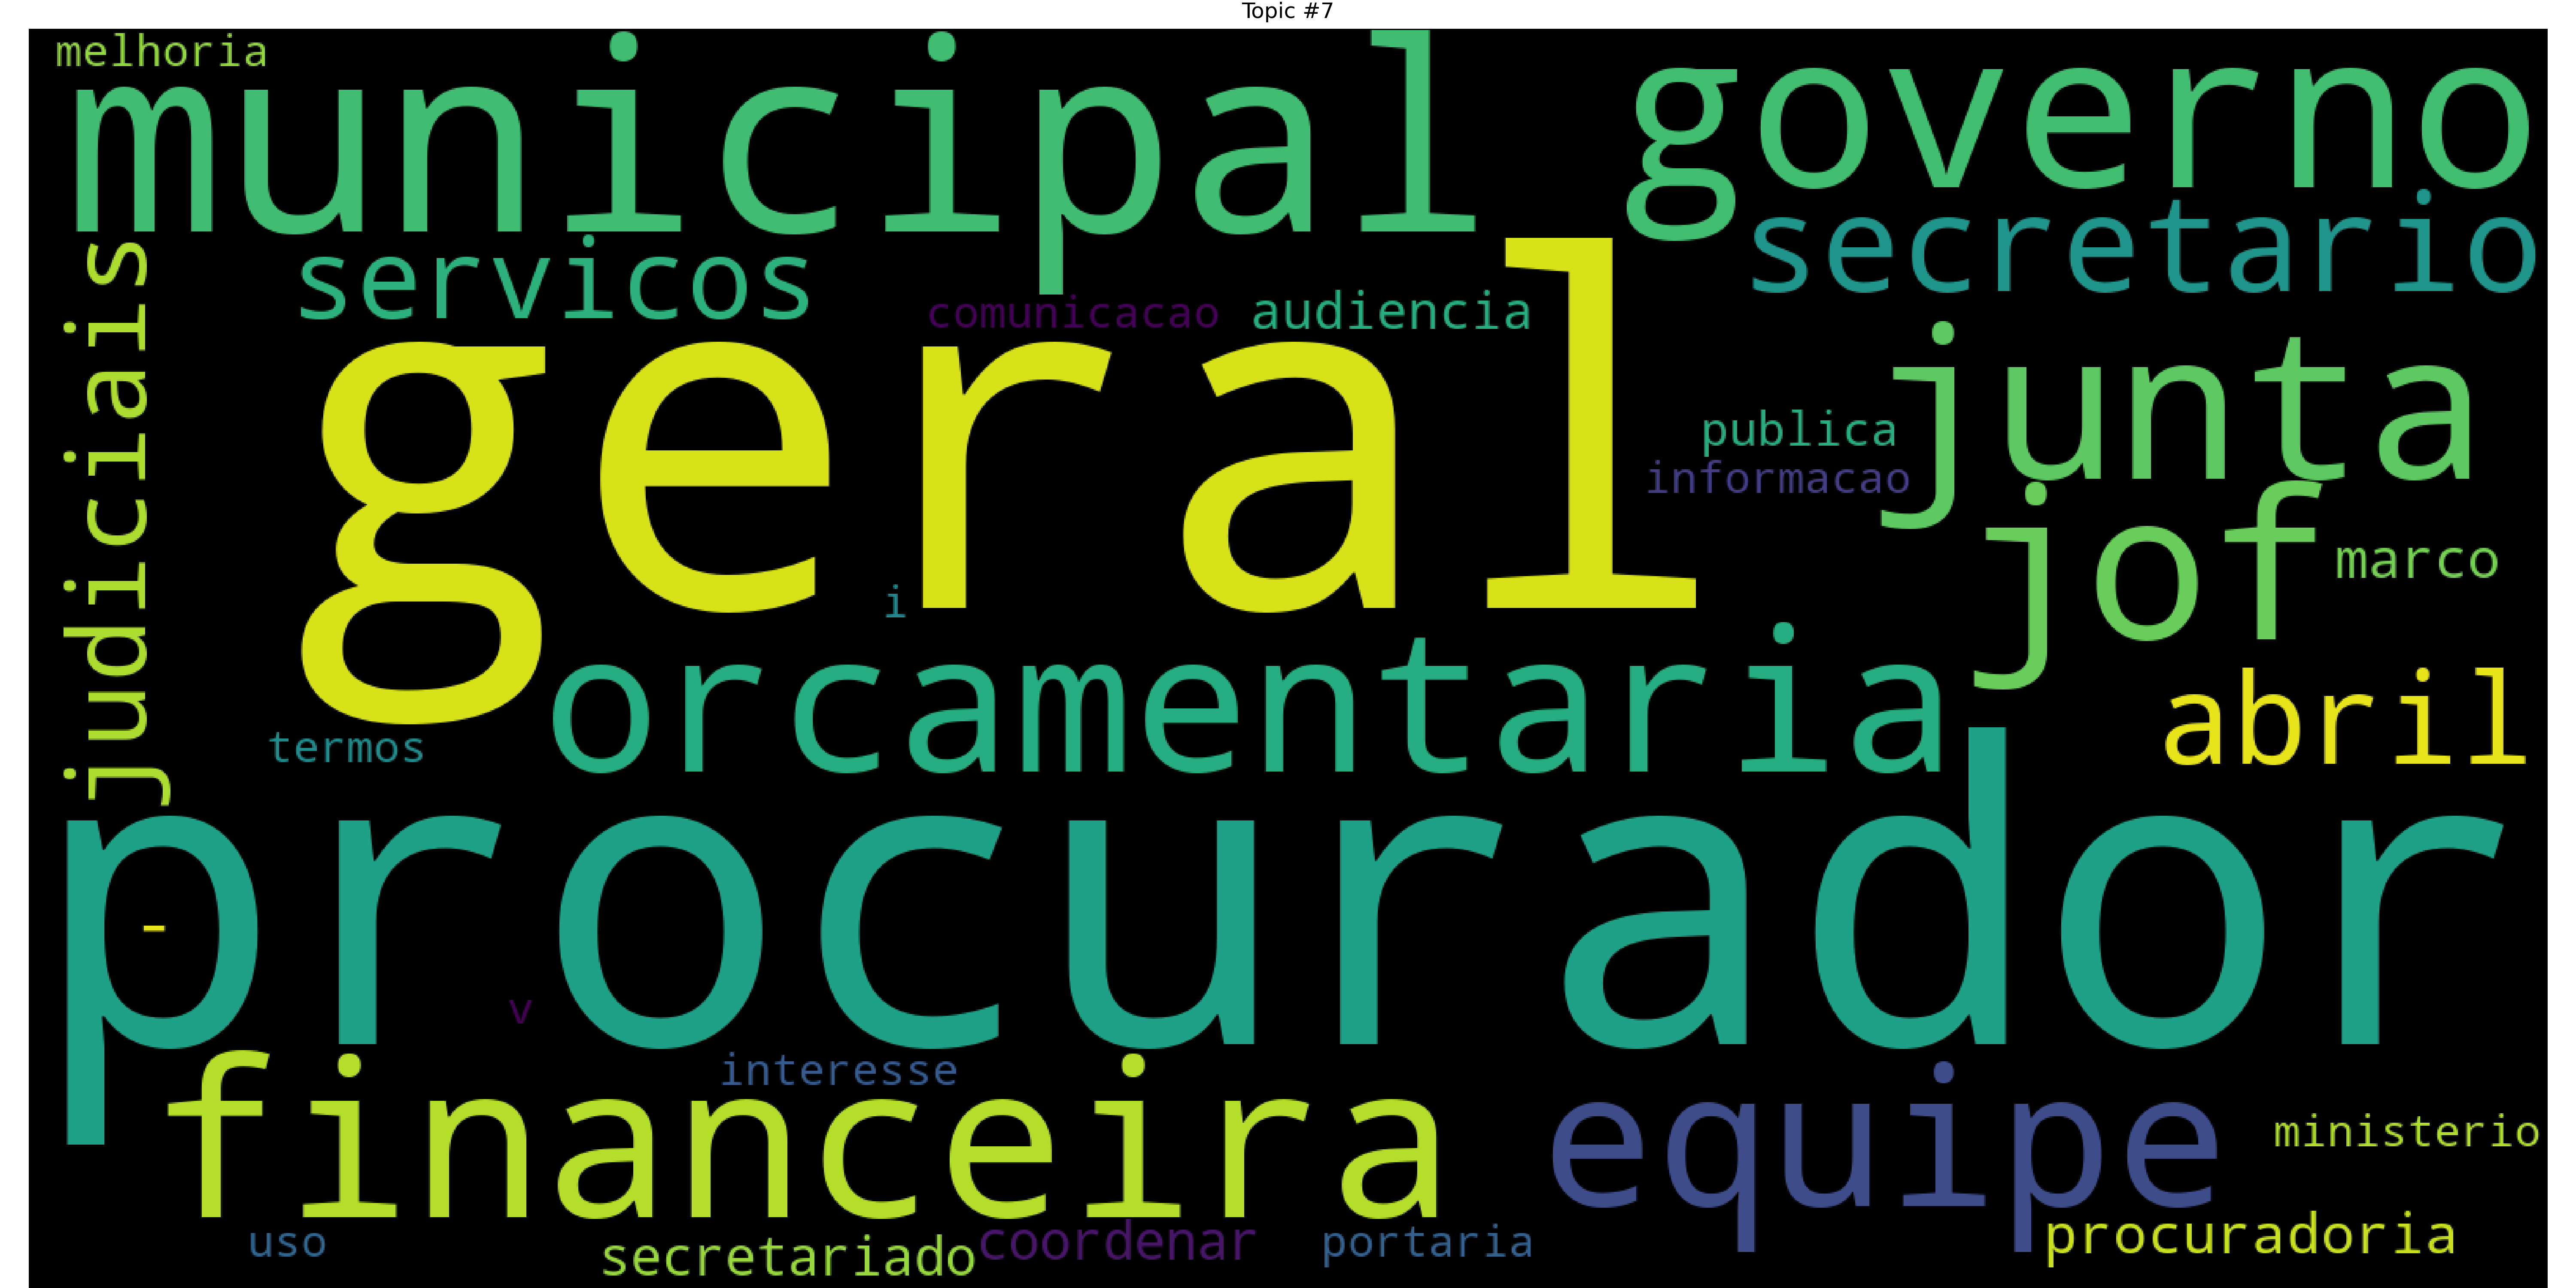 Topic #7
melhoria
municipal
governo
secretario
servicos
comunicacao
audiencia
judiciais
geral
junta
publica
informacao
jof
marco
i
orcamentaria
abril
termos
procurador
-
v
interesse
financeira
equipe
ministerio
uso
secretariado
coordenar
portaria
procuradoria